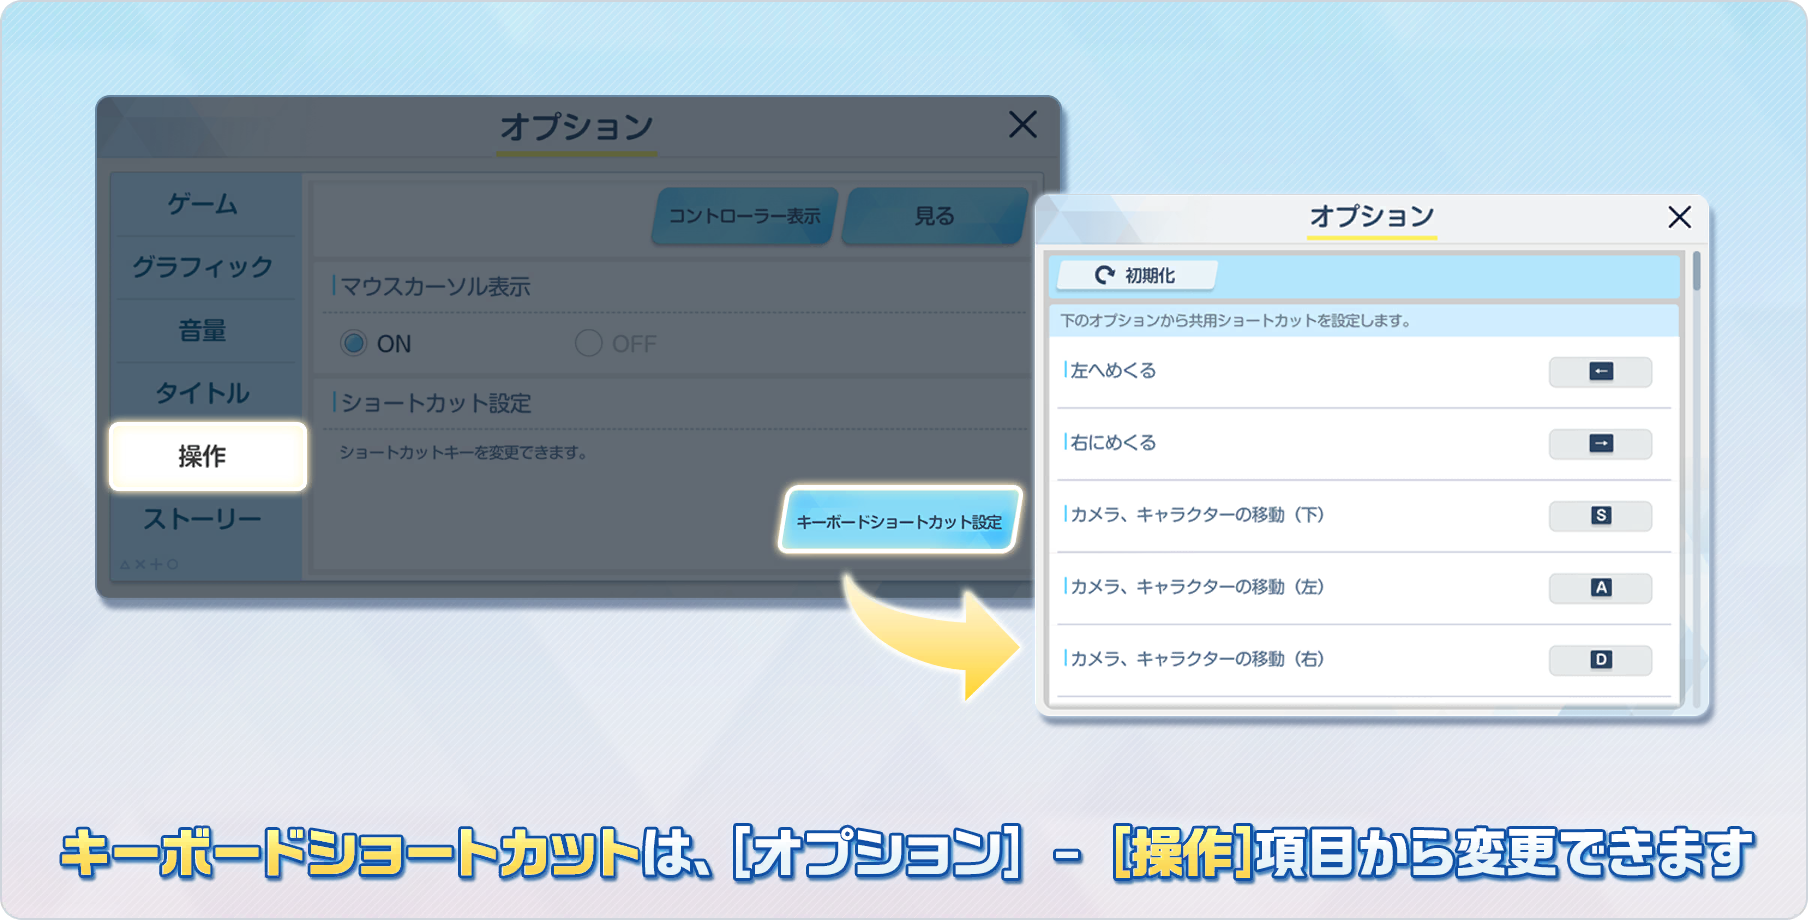 オプション
ゲーム
グラフィック
音量
タイトル
操作
ストーリー
コントローラー表示
見る
マウスカーソル表示
ON
OFF
ショートカット設定
ショートカットキーを変更できます。
キーボードショートカット設定
オプション
初期化
下のオプションから共用ショートカットを設定します。
左へめくる ←
右にめくる →
カメラ、キャラクターの移動（下） S
カメラ、キャラクターの移動（左） A
カメラ、キャラクターの移動（右） D
キーボードショートカットは、[オプション] － [操作]項目から変更できます